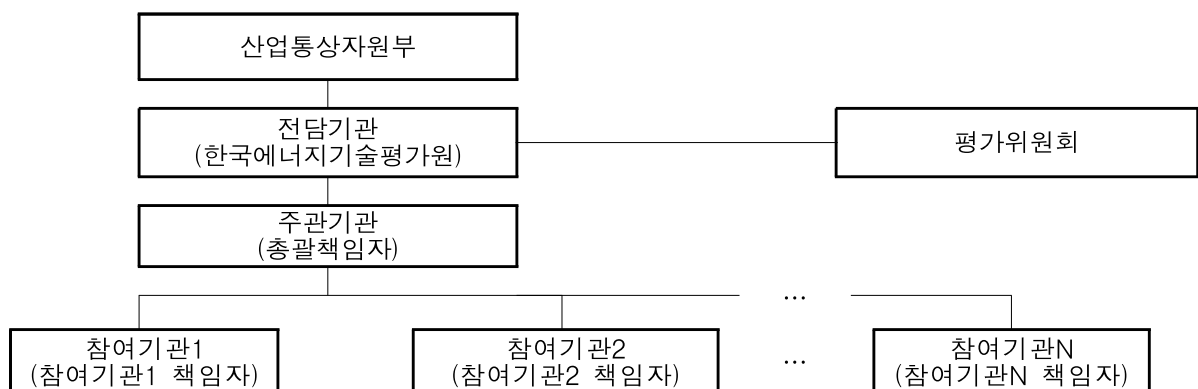 산업통상자원부
전담기관
(한국에너지기술평가원)
평가위원회
주관기관
(총괄책임자)
...
참여기관1
(참여기관1 책임자)
참여기관2
(참여기관2 책임자)
...
참여기관N
(참여기관N 책임자)